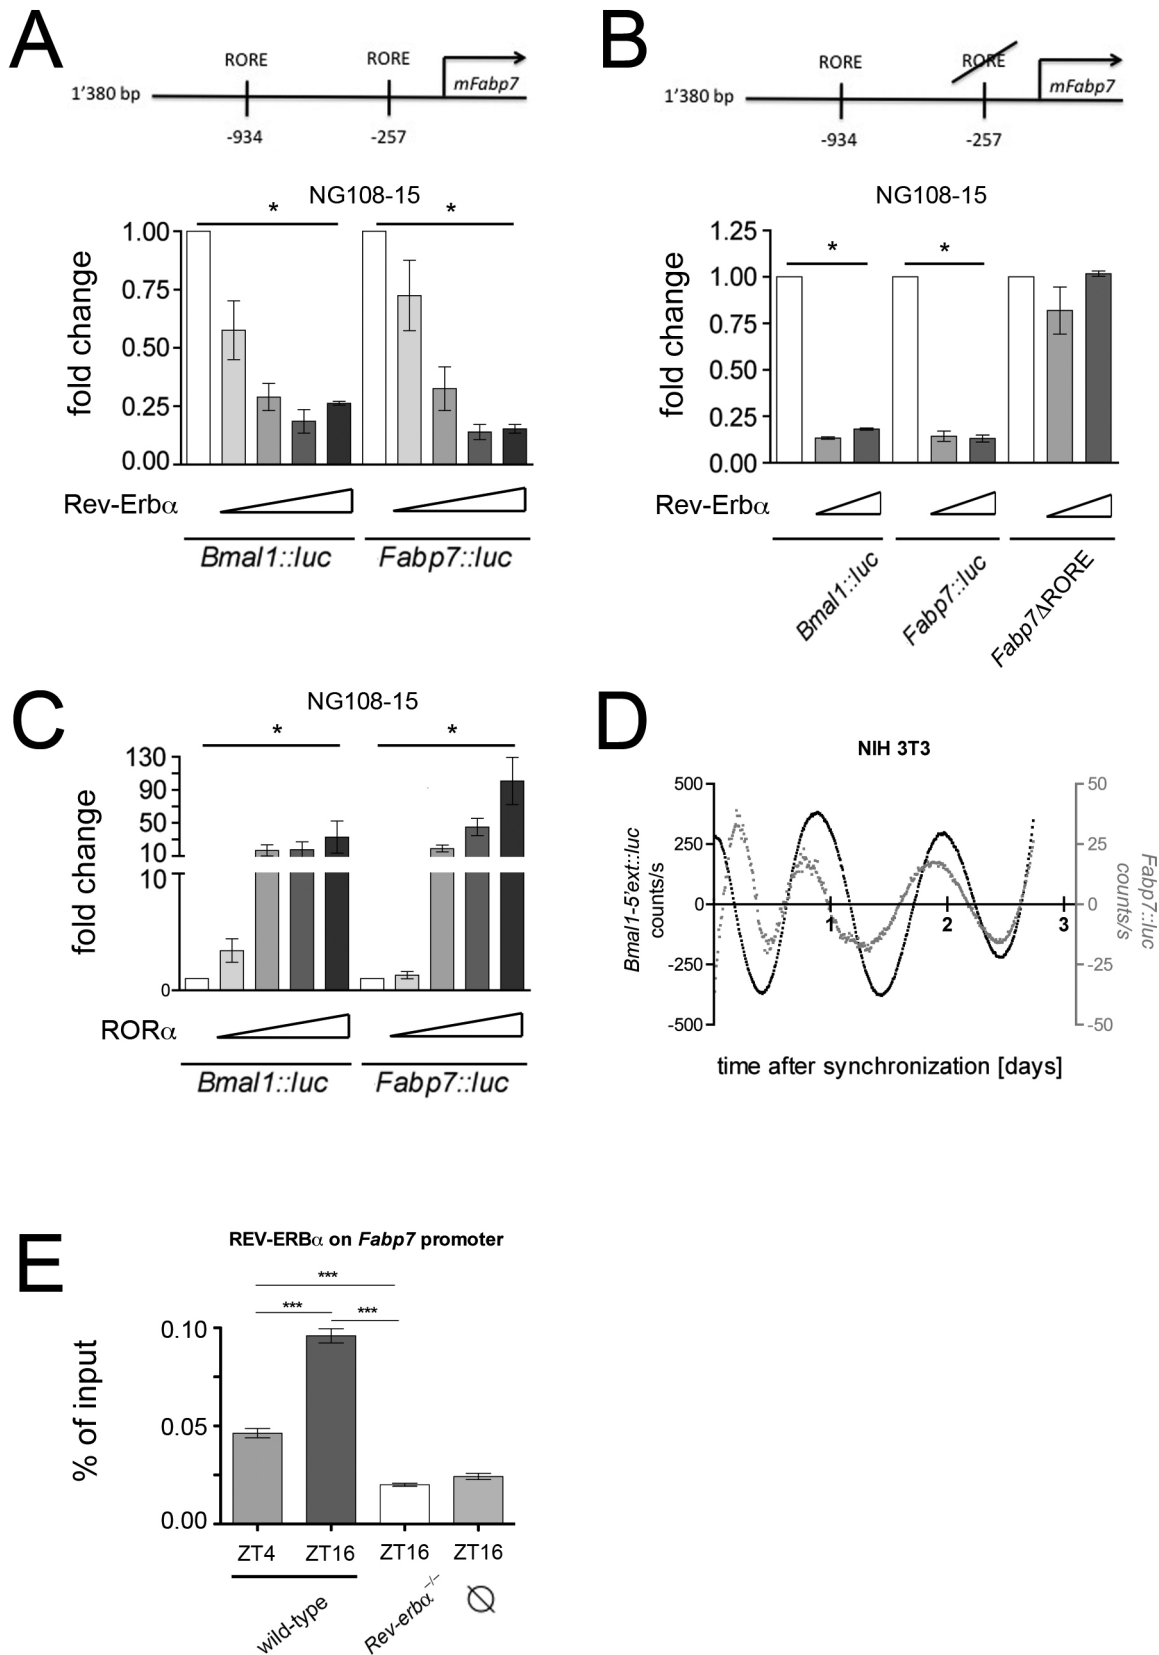 A
RORE RORE
1'380 bp mFabp7
-934 -257
NG108-15
* *
fold change
1.00
0.75
0.50
0.25
0.00
Rev-Erbα
Bmal1::luc Fabp7::luc
B
RORE RORE
1'380 bp mFabp7
-934 -257
NG108-15
* *
fold change
1.25
1.00
0.75
0.50
0.25
0.00
Rev-Erbα
Bmal1::luc Fabp7::luc Fabp7ΔRORE
C
NG108-15
* *
fold change
130
90
50
10
10
0
RORα
Bmal1::luc Fabp7::luc
D
NIH 3T3
Bmal1-5'ext::luc
counts/s
500
250
0
-250
-500
1 2 3
50
25
0
-25
-50
Fabp7::luc
counts/s
time after synchronization [days]
E
REV-ERBα on Fabp7 promoter
***
*** ***
% of input
0.10
0.05
0.00
ZT4 ZT16 ZT16 ZT16
wild-type Rev-erbα-/- ∅